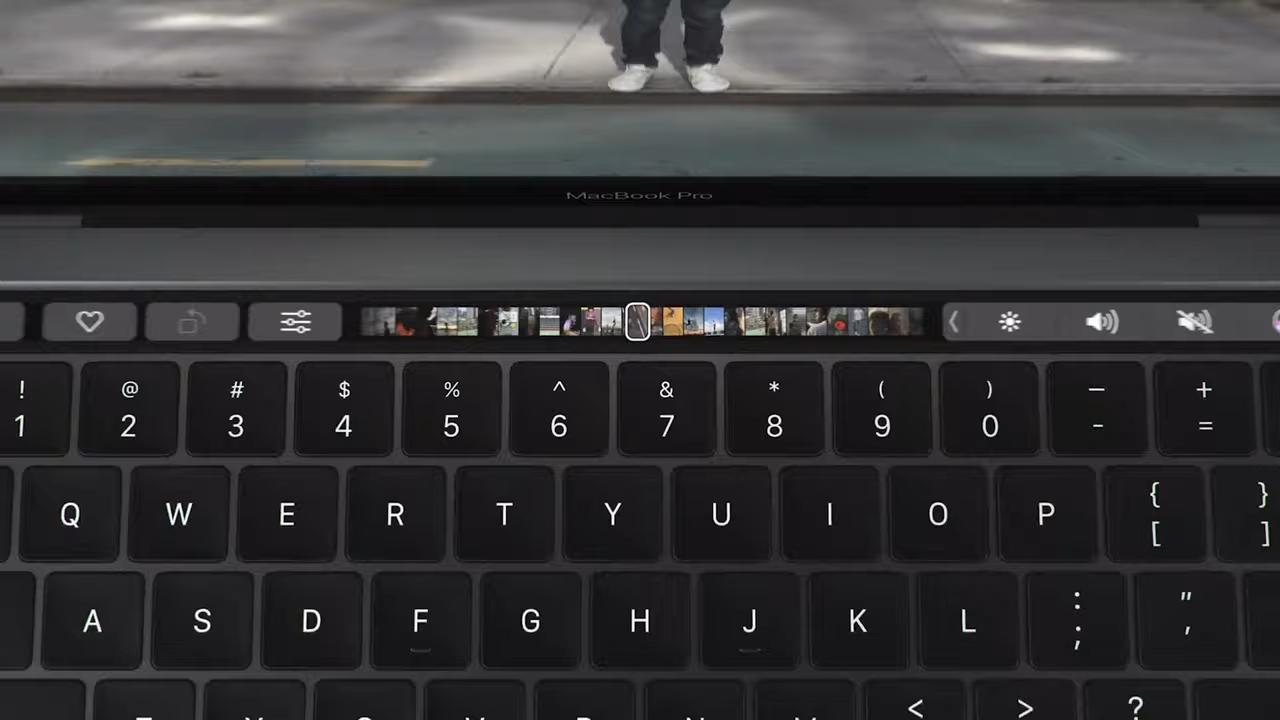 MacBook Pro
! @ # $ % ^ & * ( ) — +
1 2 3 4 5 6 7 8 9 0 - =
Q W E R T Y U I O P { }
[ ]
A S D F G H J K L : "
; ,
< > ?